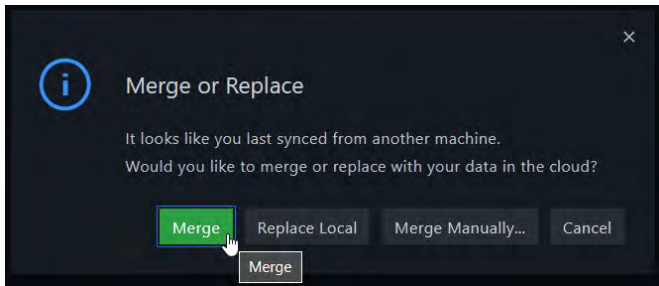 Merge or Replace
It looks like you last synced from another machine.
Would you like to merge or replace with your data in the cloud?
Merge Replace Local Merge Manually... Cancel
Merge